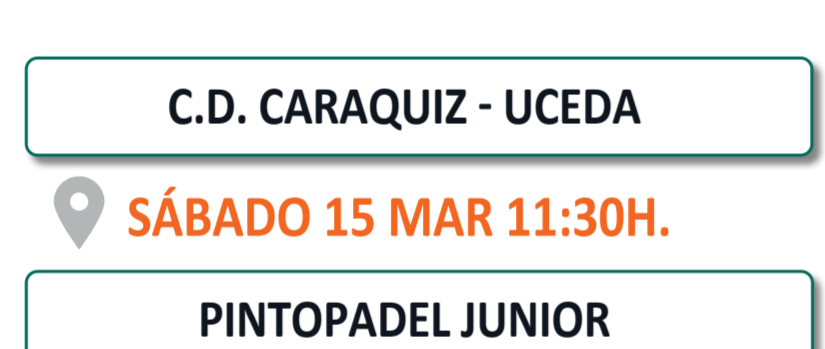 C.D. CARAQUIZ - UCEDA
SÁBADO 15 MAR 11:30H.
PINTOPADEL JUNIOR